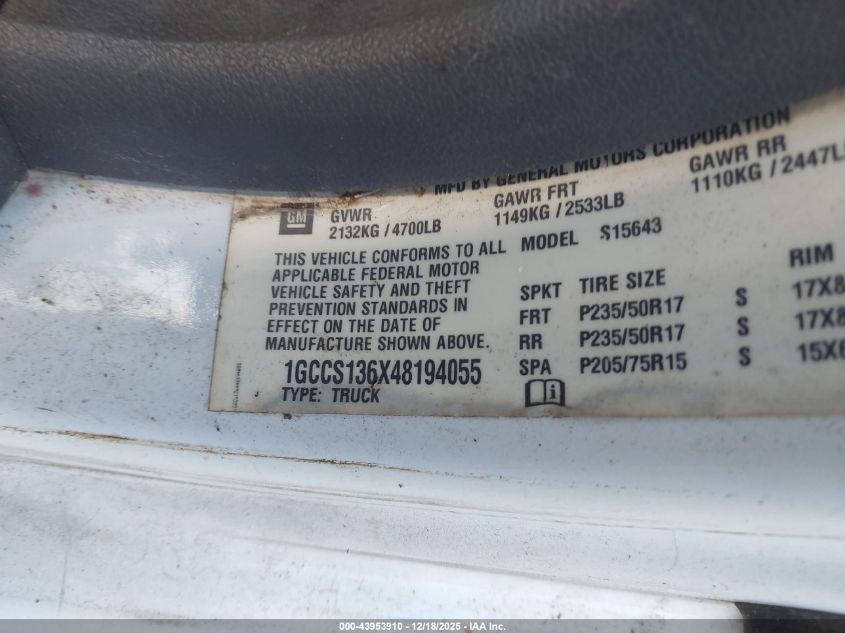 MFD BY GENERAL MOTORS CORPORATION
GM
GVWR
2132KG / 4700LB
GAWR FRT
1149KG / 2533LB
GAWR RR
1110KG / 2447L
THIS VEHICLE CONFORMS TO ALL
APPLICABLE FEDERAL MOTOR
VEHICLE SAFETY AND THEFT
PREVENTION STANDARDS IN
EFFECT ON THE DATE OF
MANUFACTURE SHOWN ABOVE.
1GCCS136X48194055
TYPE: TRUCK
MODEL S15643
SPKT TIRE SIZE RIM
FRT P235/50R17 S 17X8
RR P235/50R17 S 17X8
SPA P205/75R15 S 15X6
i
000-43953910 - 12/18/2025 - © IAA Inc.